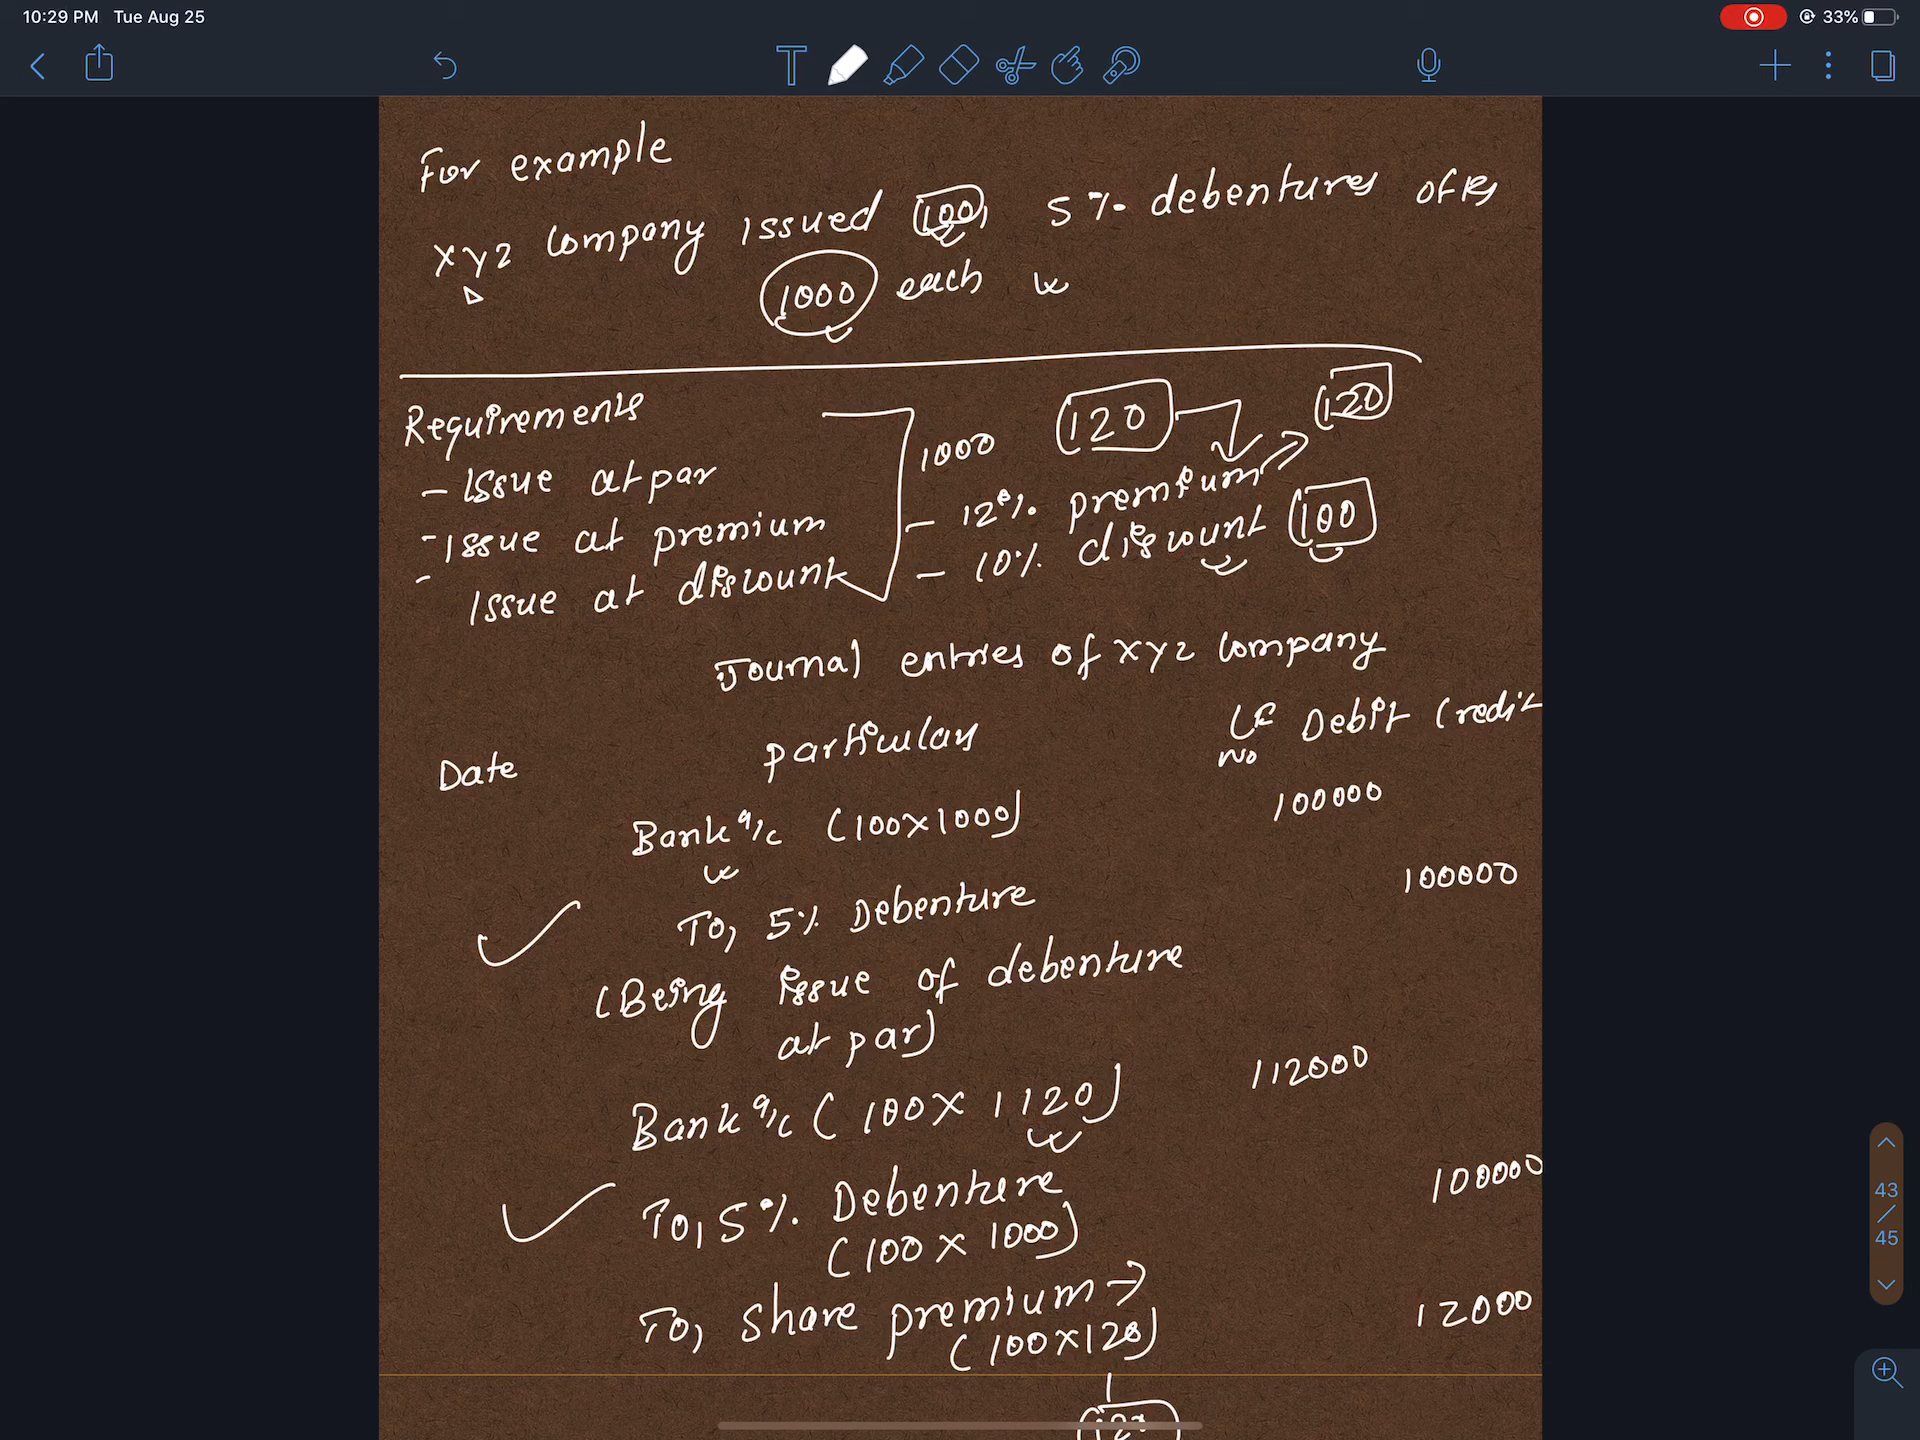 10:29 PM Tue Aug 25
33%
For example
XYZ Company issued 100, 5% debentures of Rs
1000 each
Requirements
- Issue at par
- Issue at premium
- Issue at discount
1000 120 120
- 12% premium
- 10% discount 100
Journal entries of XYZ Company
Date particulars LF No Debit Credit
Bank a/c (100x1000) 100000
To, 5% Debenture 100000
(Being issue of debenture
at par)
Bank a/c (100x 1120) 112000
To, 5% Debenture 100000
(100 x 1000)
To, share premium → 12000
(100x120)
43
/
45